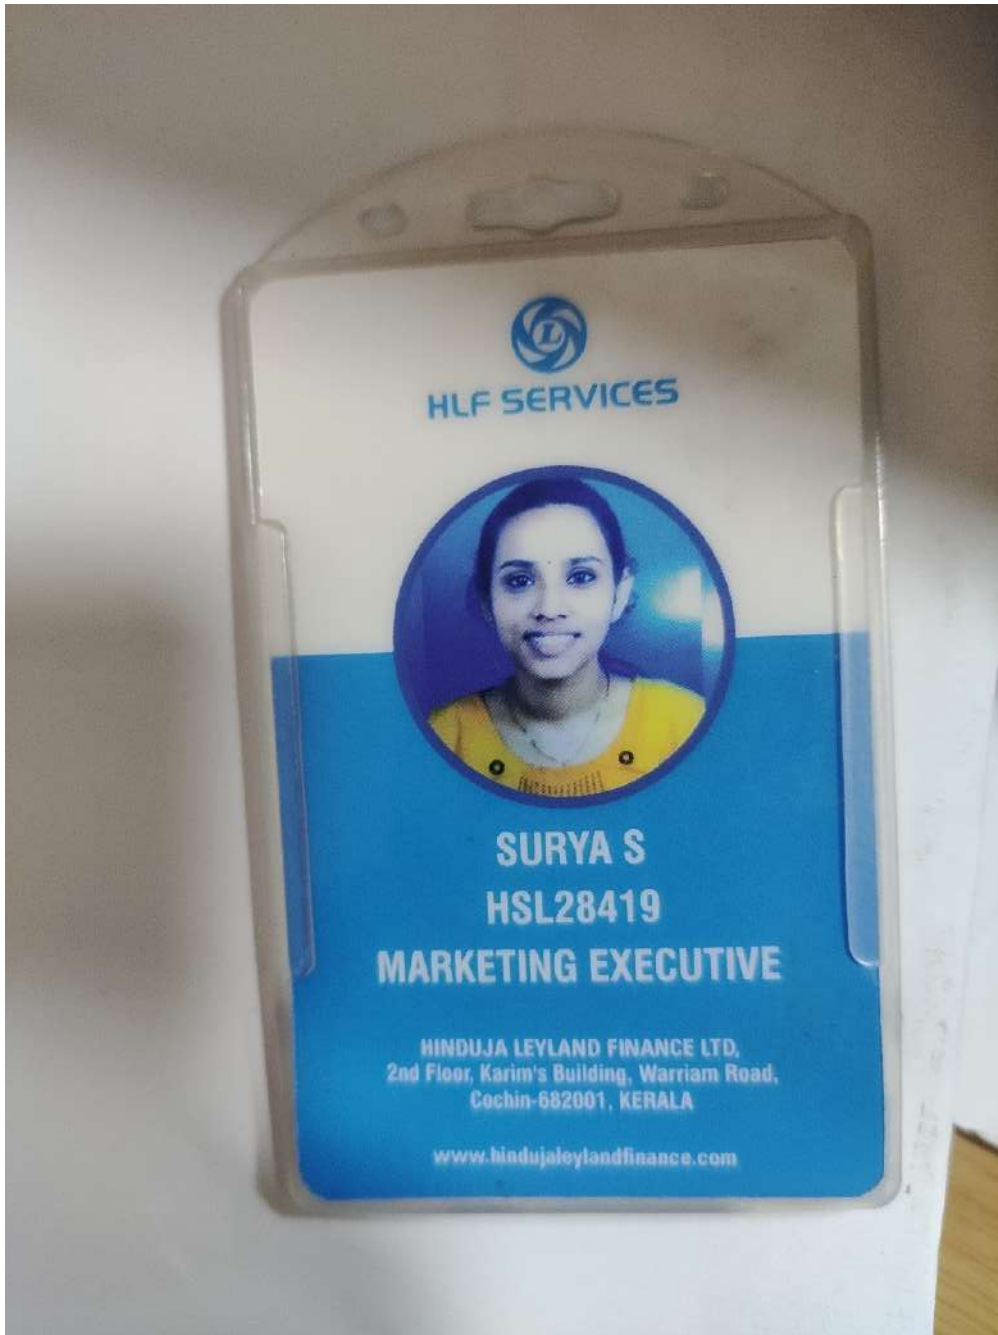 L
HLF SERVICES
SURYA S
HSL28419
MARKETING EXECUTIVE
HINDUJA LEYLAND FINANCE LTD,
2nd Floor, Karim's Building, Warriam Road,
Cochin-682001, KERALA
www.hindujaleylandfinance.com